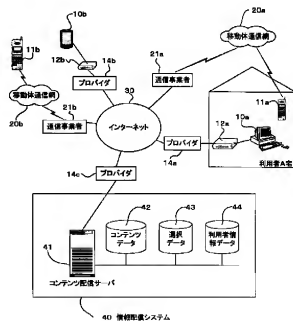 10b
20a
11b
12b
14b
プロバイダ
21a
通信事業者
移動体通信網
30
移動体通信網
20b
21b
通信事業者
インターネット
11a
10a
12a
プロバイダ
14a
利用者A宅
プロバイダ
14c
42
43
44
41
コンテンツ
データ
選択
データ
利用者情
報データ
コンテンツ配信サーバ
40 情報配信システム